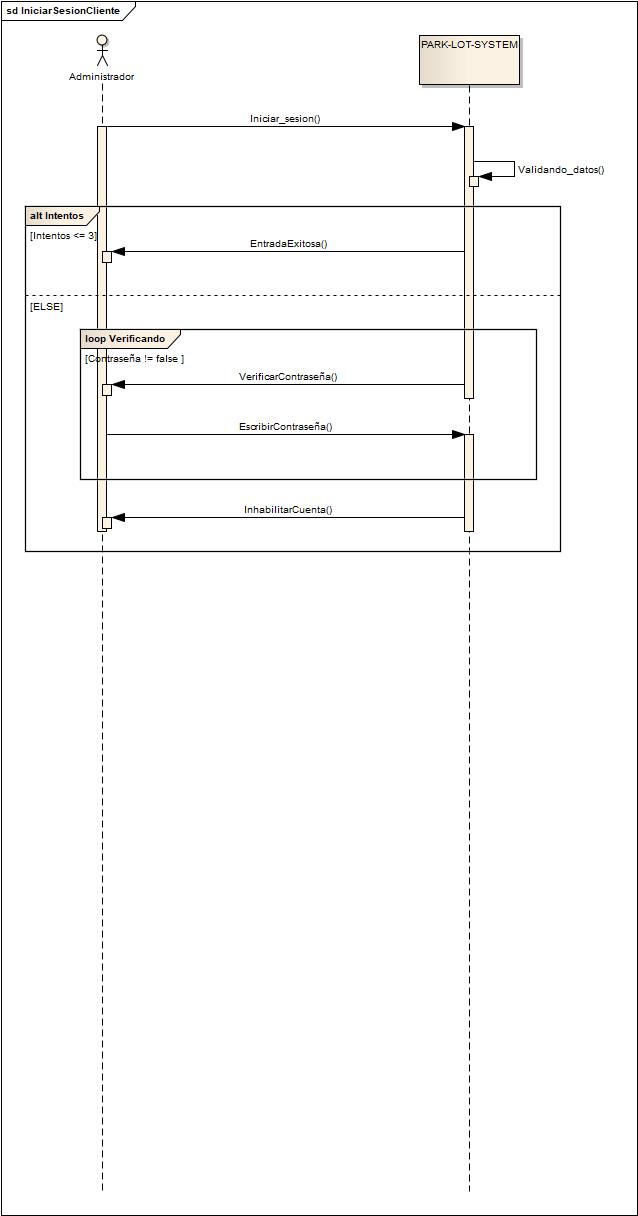 sd IniciarSesionCliente
Administrador
PARK-LOT-SYSTEM
Iniciar_sesion()
Validando_datos()
alt Intentos
[Intentos <= 3]
EntradaExitosa()
[ELSE]
loop Verificando
[Contraseña != false ]
VerificarContraseña()
EscribirContraseña()
InhabilitarCuenta()